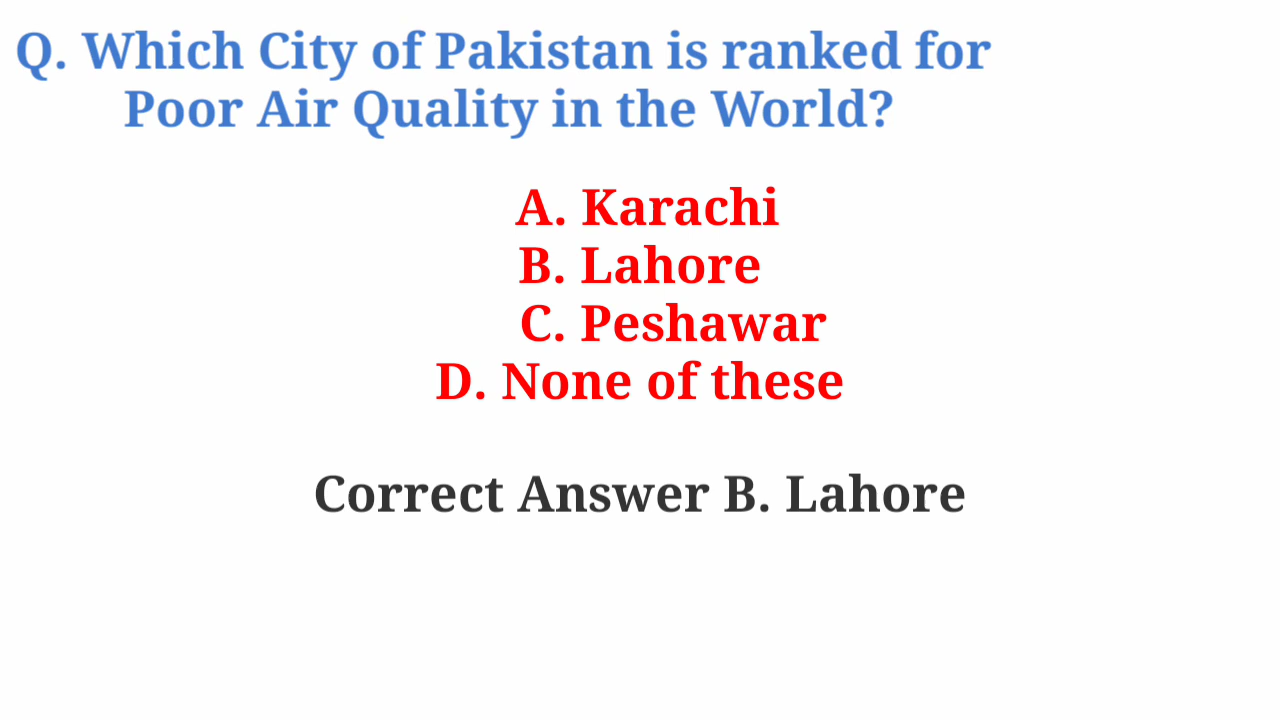 Q. Which City of Pakistan is ranked for
Poor Air Quality in the World?
A. Karachi
B. Lahore
C. Peshawar
D. None of these
Correct Answer B. Lahore